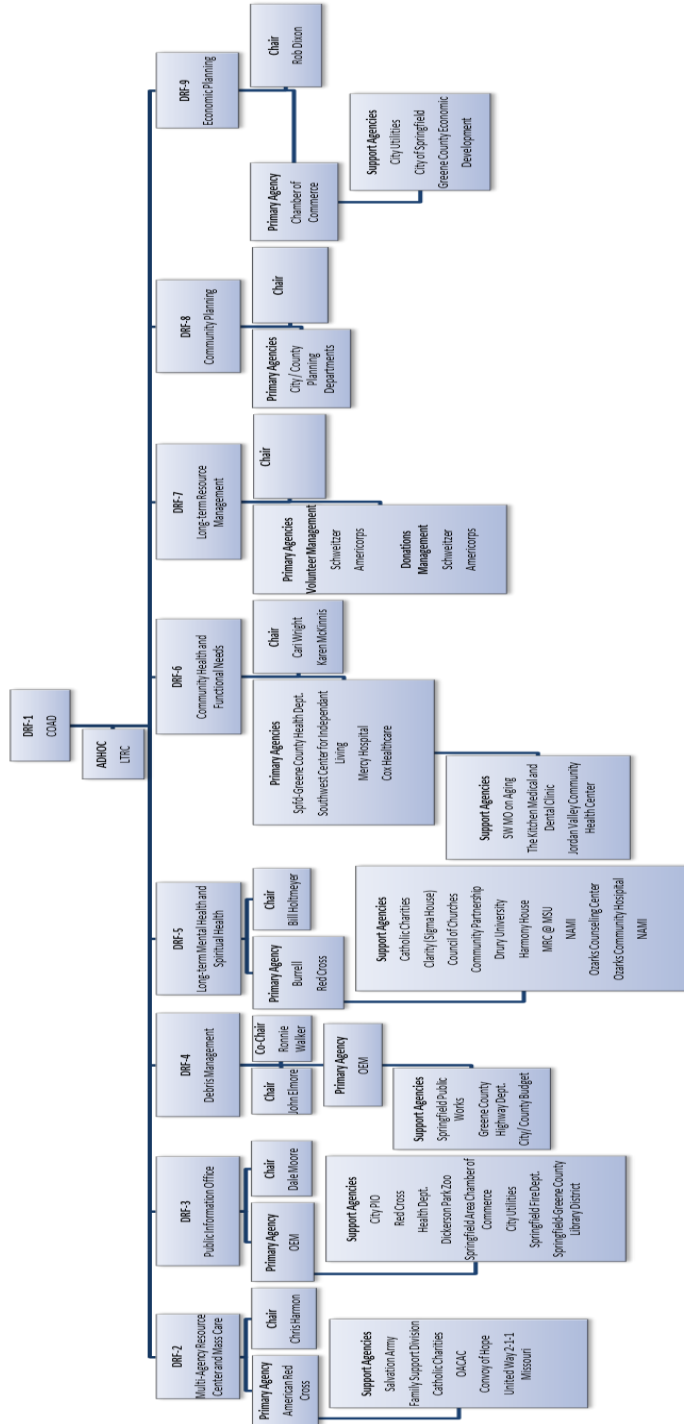 DRF-1
COAD
ADHOC
LTRC
DRF-2
Multi-Agency Resource
Center and Mass Care
Primary Agency
American Red
Cross
Chair
Chris Harmon
Support Agencies
Salvation Army
Family Support Division
Catholic Charities
OACAC
Convoy of Hope
United Way 2-1-1
Missouri
DRF-3
Public Information Office
Primary Agency
OEM
Chair
Dale Moore
Support Agencies
City PIO
Red Cross
Health Dept.
Dickerson Park Zoo
Springfield Area Chamber of
Commerce
City Utilities
Springfield Fire Dept.
Springfield-Greene County
Library District
DRF-4
Debris Management
Chair
John Elmore
Co-Chair
Ronnie
Walker
Primary Agency
OEM
Support Agencies
Springfield Public
Works
Greene County
Highway Dept.
City/ County Budget
DRF-5
Long-term Mental Health and
Spiritual Health
Primary Agency
Burrell
Red Cross
Chair
Bill Holtmeyer
Support Agencies
Catholic Charities
Clarity (Sigma House)
Council of Churches
Community Partnership
Drury University
Harmony House
MRC @ MSU
NAMI
Ozarks Counseling Center
Ozarks Community Hosipital
NAMI
DRF-6
Community Health and
Functional Needs
Chair
Carl Wright
Karen McKinnis
Primary Agencies
Spfd-Greene County Health Dept.
Southwest Center for Independant
Living
Mercy Hospital
Cox Healthcare
Support Agencies
SW MO on Aging
The Kitchen Medical and
Dental Clinic
Jordan Valley Community
Health Center
DRF-7
Long-term Resource
Management
Chair
Primary Agencies
Volunteer Management
Schweitzer
Americorps
Donations
Management
Schweitzer
Americorps
DRF-8
Community Planning
Primary Agencies
City / County
Planning
Departments
Chair
DRF-9
Economic Planning
Primary Agency
Chamber of
Commerce
Chair
Rob Dixon
Support Agencies
City Utilities
City of Springfield
Greene County Economic
Development